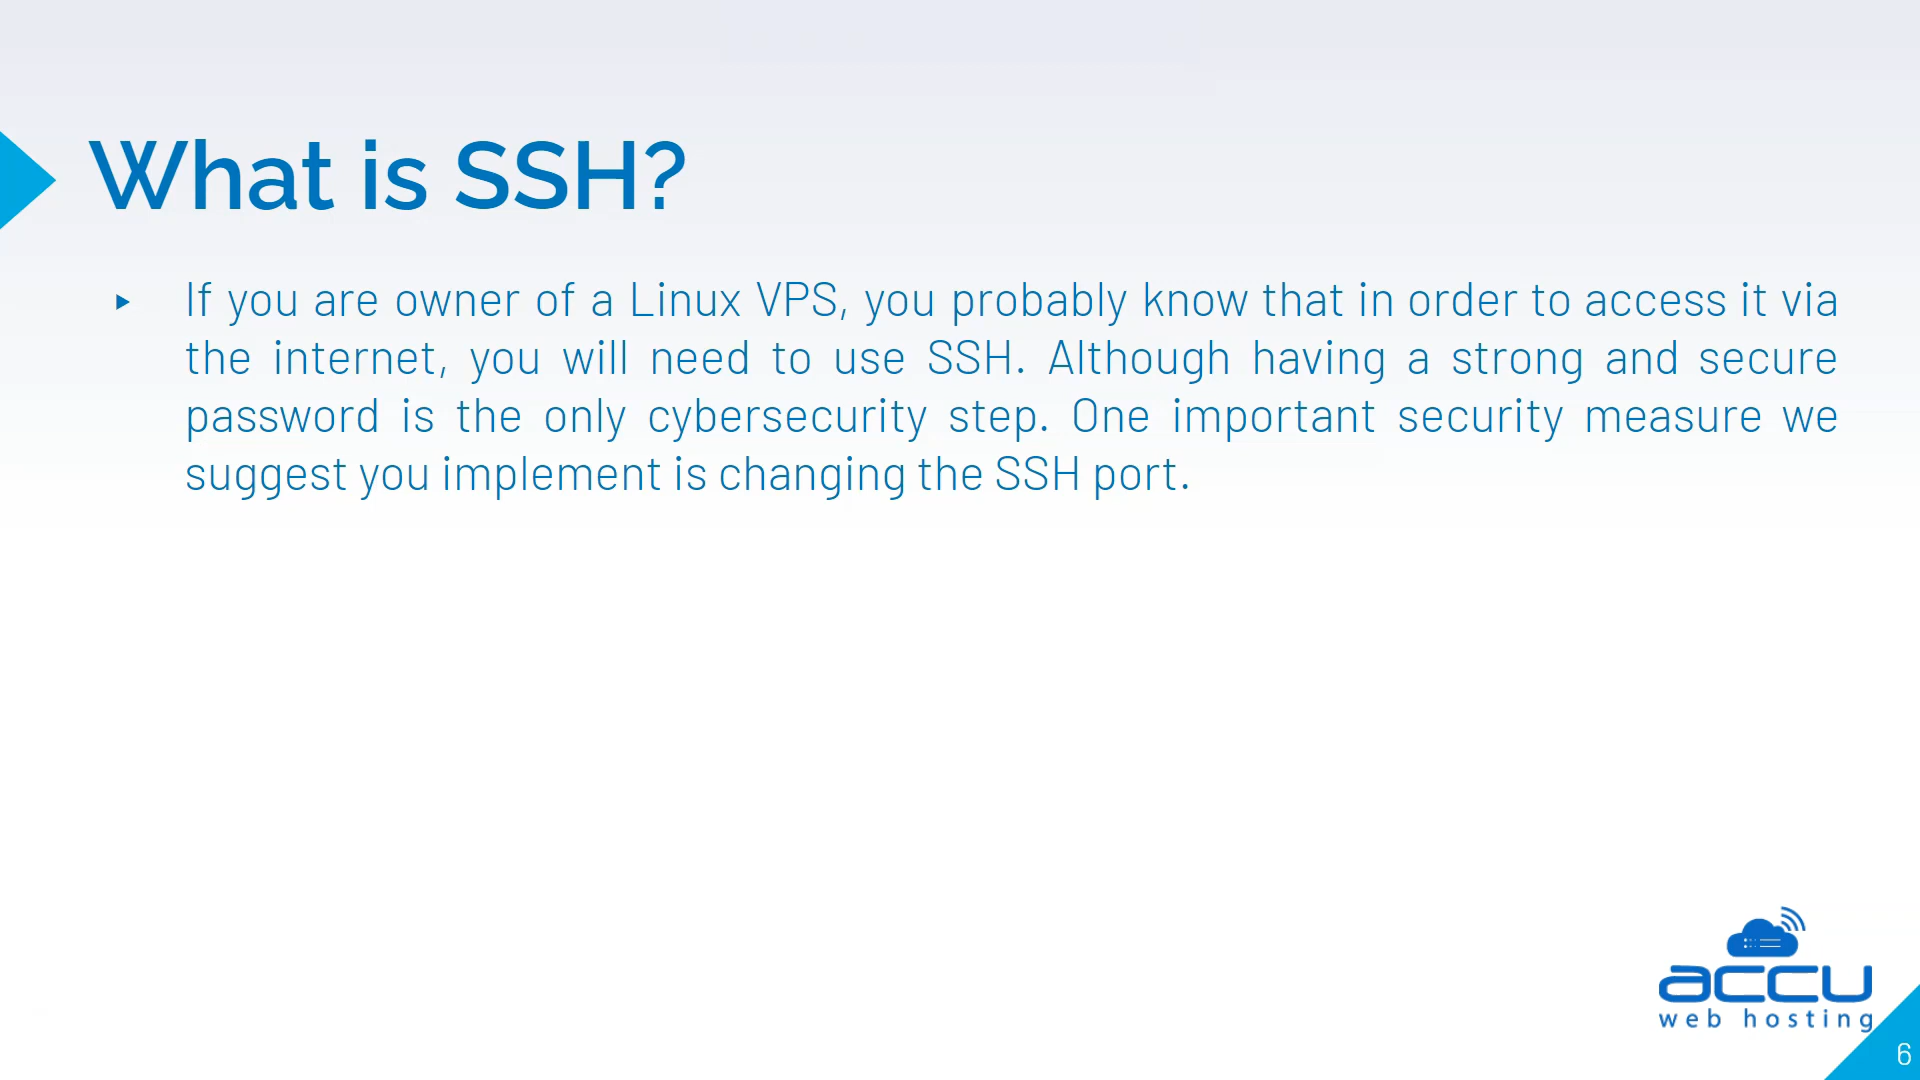 What is SSH?
If you are owner of a Linux VPS, you probably know that in order to access it via
the internet, you will need to use SSH. Although having a strong and secure
password is the only cybersecurity step. One important security measure we
suggest you implement is changing the SSH port.
accu
web hosting
6